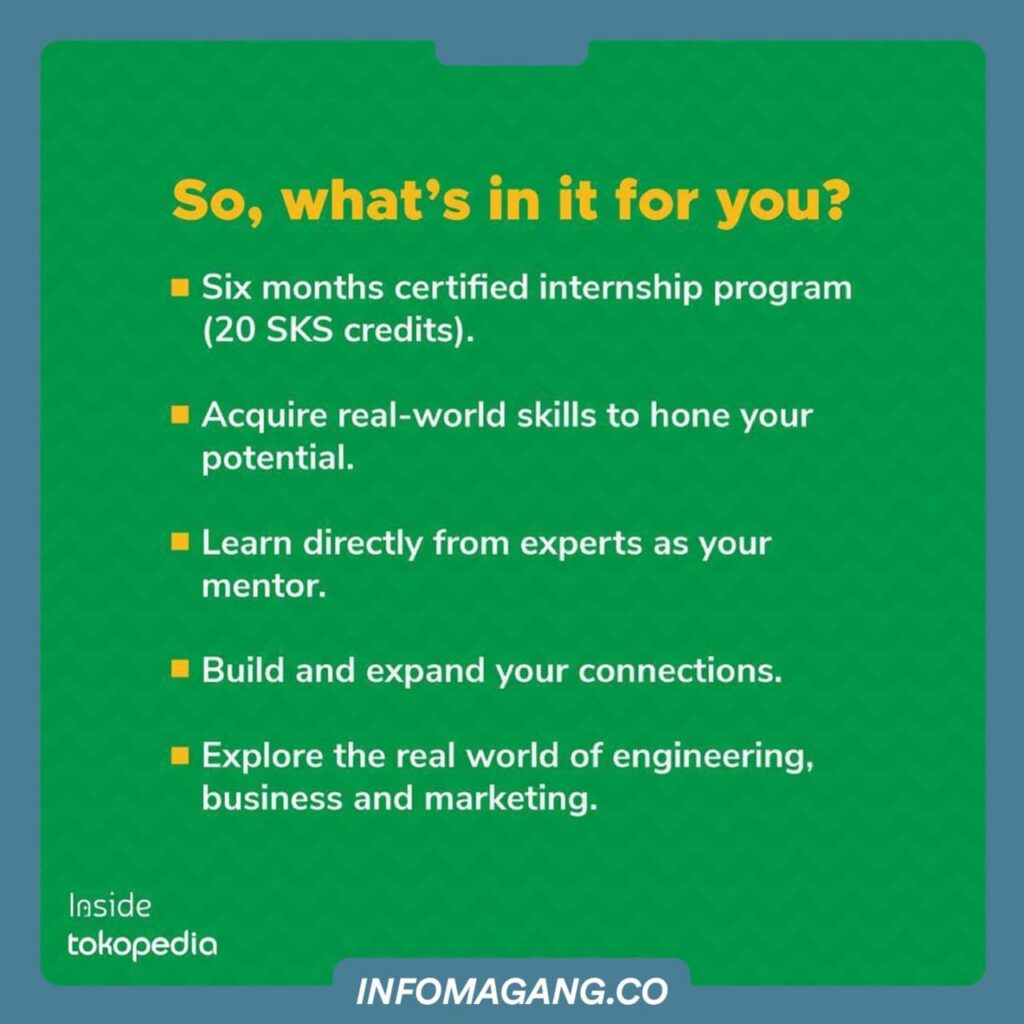 So, what's in it for you?
Six months certified internship program
(20 SKS credits).
Acquire real-world skills to hone your
potential.
Learn directly from experts as your
mentor.
Build and expand your connections.
Explore the real world of engineering,
business and marketing.
Inside
tokopedia
INFOMAGANG.CO